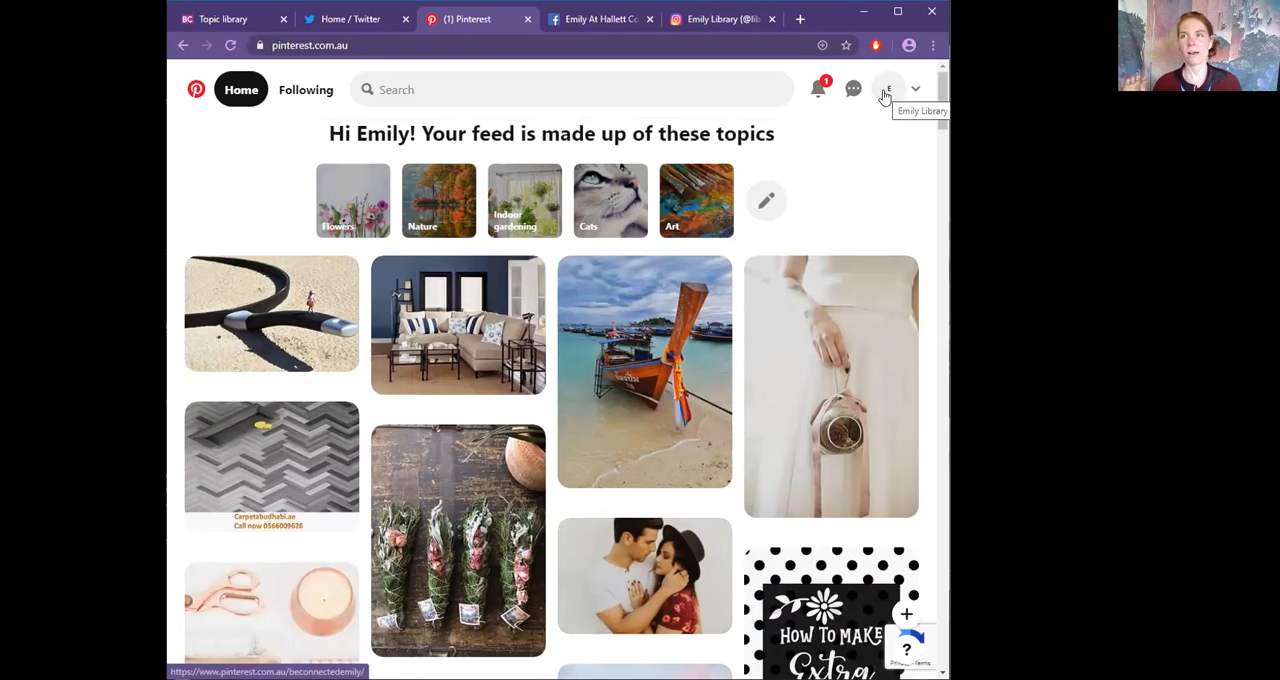 BC Topic library
Home / Twitter
(1) Pinterest
Emily At Hallett Co
Emily Library (@lib
pinterest.com.au
Home
Following
Search
1
E
Emily Library
Hi Emily! Your feed is made up of these topics
Flowers
Nature
Indoor
gardening
Cats
Art
Carpetabudhabi.ae
Call now 0566009626
HOW TO MAKE
Extra
+
?
https://www.pinterest.com.au/beconnectedemily/